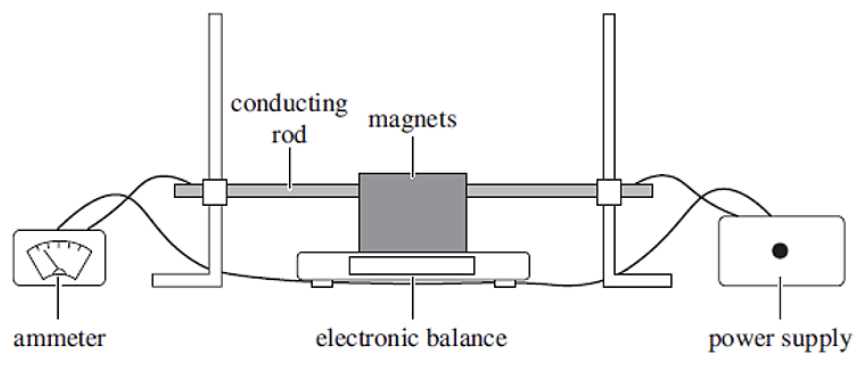 conducting
rod
magnets
ammeter
electronic balance
power supply